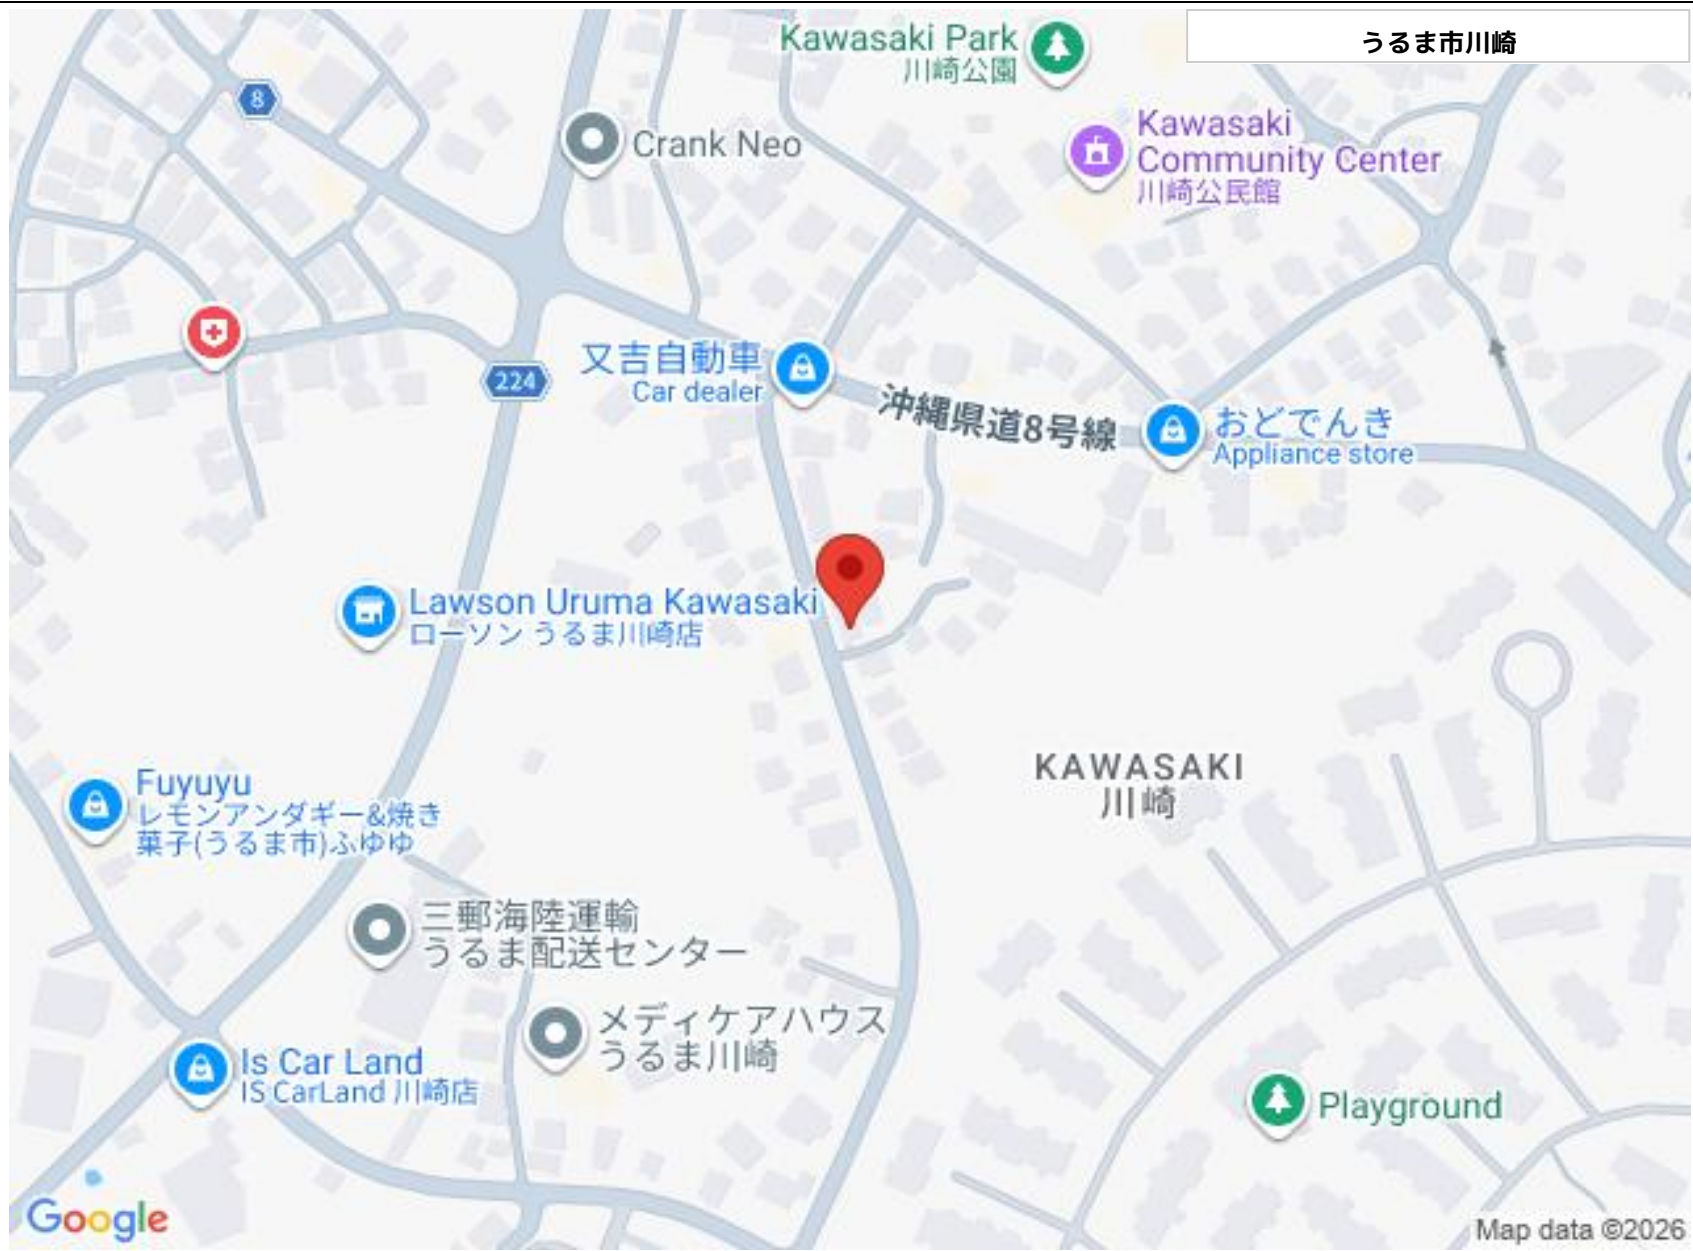 うるま市川崎
Kawasaki Park
川崎公園
8
Crank Neo
Kawasaki
Community Center
川崎公民館
又吉自動車
Car dealer
224
沖縄県道8号線
おどでんき
Appliance store
Lawson Uruma Kawasaki
ローソン うるま川崎店
KAWASAKI
川崎
Fuyuyu
レモンアンダギー&焼き
菓子(うるま市)ふゆゆ
三郵海陸運輸
うるま配送センター
メディケアハウス
うるま川崎
Is Car Land
IS CarLand 川崎店
Playground
Google
Map data ©2026